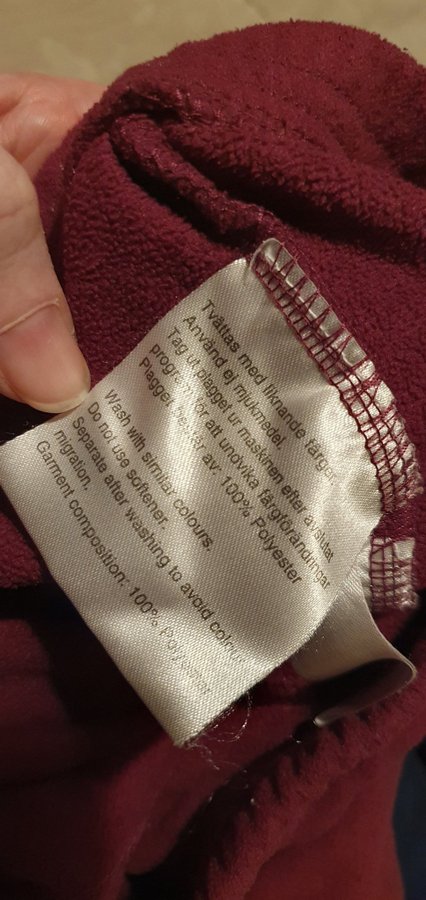 Tvättas med liknande färger.
Använd ej mjukmedel.
Tag ut plagget ur maskinen efter avslutat
för att undvika färgförändringar
Plagget består av: 100% Polyester
Wash with similar colours.
Do not use softener.
Separate after washing to avoid colour
migration.
Garment composition: 100% Polyester